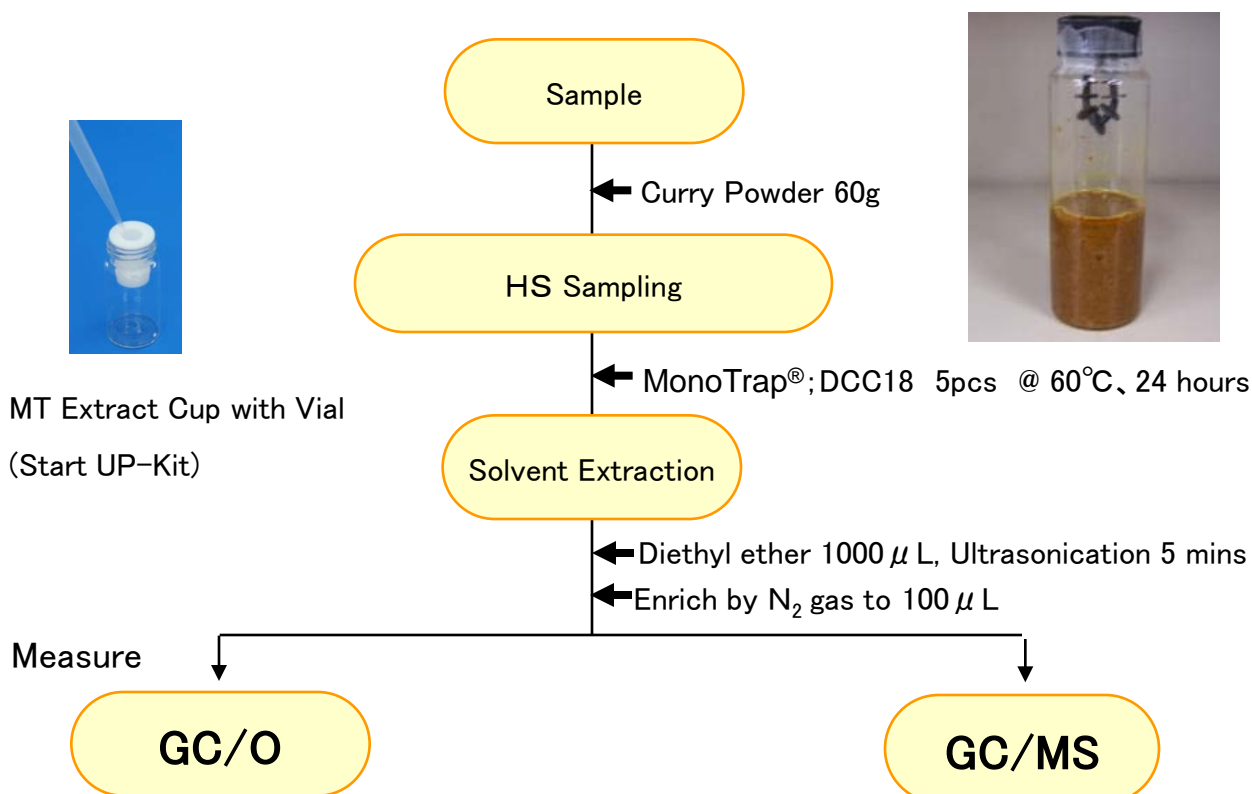 Sample
Curry Powder 60g
HS Sampling
MonoTrap®;DCC18 5pcs @ 60℃、24 hours
MT Extract Cup with Vial
(Start UP-Kit)
Solvent Extraction
Diethyl ether 1000μL, Ultrasonication 5 mins
Enrich by N₂ gas to 100μL
Measure
GC/O
GC/MS